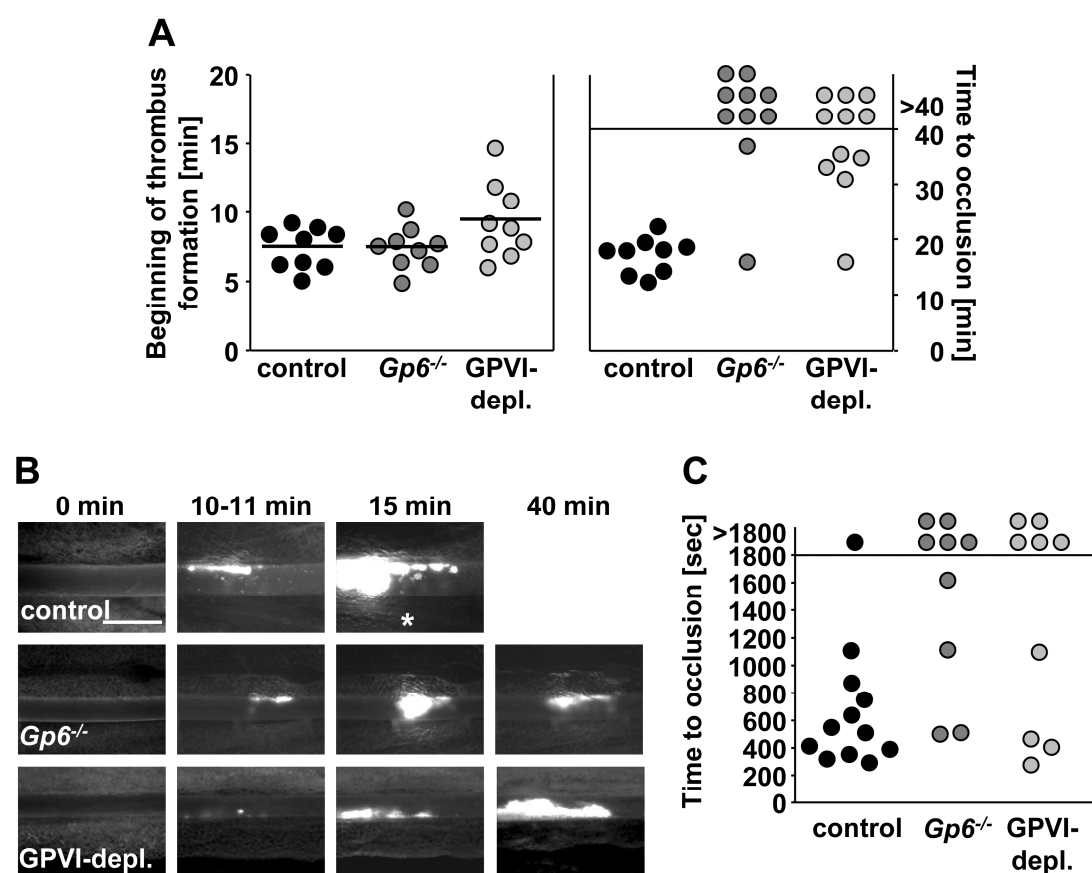 A
Beginning of thrombus
formation [min]
20
15
10
5
0
control
Gp6-/-
GPVI-
depl.
>40
40
30
20
10
0
Time to occlusion [min]
control
Gp6-/-
GPVI-
depl.
B
0 min
10-11 min
15 min
40 min
control
*
Gp6-/-
GPVI-depl.
C
Time to occlusion [sec]
>1800
1800
1600
1400
1200
1000
800
600
400
200
0
control
Gp6-/-
GPVI-
depl.